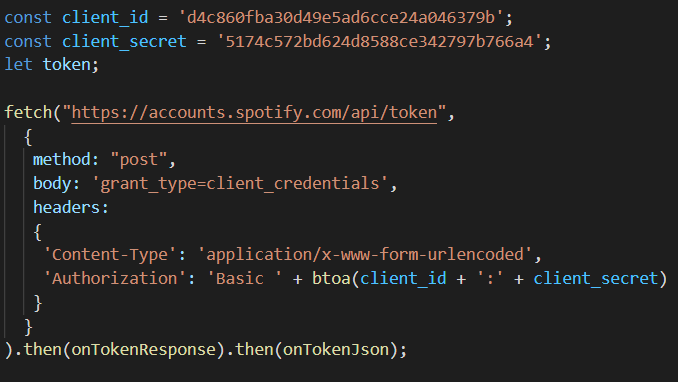 const client_id = 'd4c860fba30d49e5ad6cce24a046379b';
const client_secret = '5174c572bd624d8588ce342797b766a4';
let token;
fetch("https://accounts.spotify.com/api/token",
{
method: "post",
body: 'grant_type=client_credentials',
headers:
{
'Content-Type': 'application/x-www-form-urlencoded',
'Authorization': 'Basic ' + btoa(client_id + ':' + client_secret)
}
}
).then(onTokenResponse).then(onTokenJson);